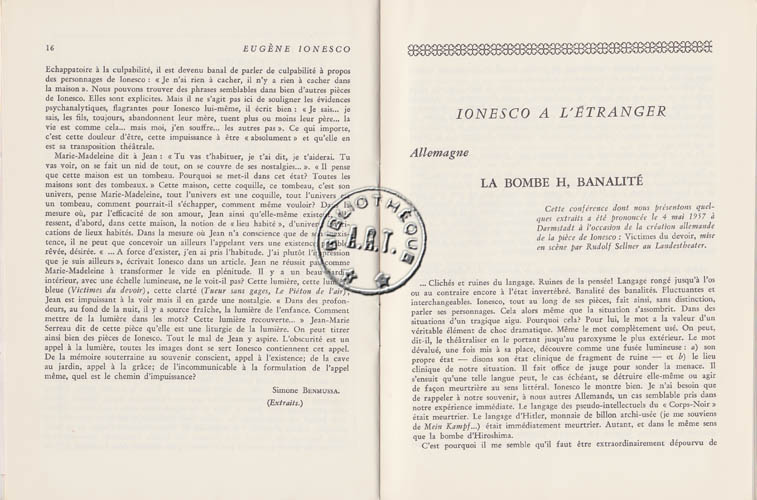 16 EUGÈNE IONESCO
Echappatoire à la culpabilité, il est devenu banal de parler de culpabilité à propos
des personnages de Ionesco : « Je n'ai rien à cacher, il n'y a rien à cacher dans
la maison ». Nous pouvons trouver des phrases semblables dans bien d'autres pièces
de Ionesco. Elles sont explicites. Mais il ne s'agit pas ici de souligner les évidences
psychanalytiques, flagrantes pour Ionesco lui-même, il écrit bien : « Je sais... je
sais, les fils, toujours, abandonnent leur mère, tuent plus ou moins leur père... la
vie est comme cela... mais moi, j'en souffre... les autres pas ». Ce qui importe,
c'est cette douleur d'être, cette impuissance à être « absolument » et qu'elle en
est sa transposition théâtrale.
Marie-Madeleine dit à Jean : « Tu vas t'habituer, je t'ai dit, je t'aiderai. Tu
vas voir, on se fait un nid de tout, on se couvre de ses nostalgies... ». « Il pense
que cette maison est un tombeau. Pourquoi se met-il dans cet état? Toutes les
maisons sont des tombeaux. » Cette maison, cette coquille, ce tombeau, c'est son
univers, pense Marie-Madeleine, tout l'univers est une coquille, tout l'univers
un tombeau, comment pourrait-il s'échapper, comment même vouloir? Dans la
mesure où, par l'efficacité de son amour, Jean ainsi qu'elle-même
ressent, d'abord, dans cette maison, la notion de « lieu habité », d'univers
cations de lieux habités. Dans la mesure où Jean n'a conscience que de
tence, il ne peut que concevoir un ailleurs l'appelant vers une existence
rêvée, désirée. « ... A force d'exister, j'en ai pris l'habitude. J'ai plutôt l'impression
que je suis ailleurs », écrivait Ionesco dans un article. Jean ne réussit pas comme
Marie-Madeleine à transformer le vide en plénitude. Il y a un beau
intérieur, avec une échelle lumineuse, ne le voit-il pas? Cette lumière, cette
bleue (Victimes du devoir), cette clarté (Tueur sans gages, Le Piéton de l'air),
Jean est impuissant à la voir mais il en garde une nostalgie. « Dans des profon-
deurs, au fond de la nuit, il y a source fraîche, la lumière de l'enfance. Comment
mettre de la lumière dans les mots? Cette lumière recouverte... » Jean-Marie
Serreau dit de cette pièce qu'elle est une liturgie de la lumière. On peut titrer
ainsi bien des pièces de Ionesco. Tout le mal de Jean y aspire. L'obscurité est un
appel à la lumière, toutes les images dont se sert Ionesco contiennent cet appel.
De la mémoire souterraine au souvenir conscient, appel à l'existence; de la cave
au jardin, appel à la grâce; de l'incommunicable à la formulation de l'appel
même, quel est le chemin d'impuissance?
Simone BENMUSSA.
(Extraits.)
BIBLIOTHÈQUE
A.R.T.
IONESCO A L'ÉTRANGER
Allemagne
LA BOMBE H, BANALITÉ
Cette conférence dont nous présentons quel-
ques extraits a été prononcée le 4 mai 1957 à
Darmstadt à l'occasion de la création allemande
de la pièce de Ionesco : Victimes du devoir, mise
en scène par Rudolf Sellner au Landestheater.
... Clichés et ruines du langage. Ruines de la pensée! Langage rongé jusqu'à l'os
ou au contraire encore à l'état invertébré. Banalité des banalités. Fluctuantes et
interchangeables. Ionesco, tout au long de ses pièces, fait ainsi, sans distinction,
parler ses personnages. Cela alors même que la situation s'assombrit. Dans des
situations d'un tragique aigu. Pourquoi cela? Pour lui, le mot a la valeur d'un
véritable élément de choc dramatique. Même le mot complètement usé. On peut,
dit-il, le théâtraliser en le portant jusqu'au paroxysme le plus extérieur. Le mot
dévalué, une fois mis à sa place, découvre comme une fusée lumineuse : a) son
propre état — disons son état clinique de fragment de ruine — et b) le lieu
clinique de notre situation. Il fait office de jauge pour sonder la menace. Il
s'ensuit qu'une telle langue peut, le cas échéant, se détruire elle-même ou agir
de façon meurtrière au sens littéral. Ionesco le montre bien. Je n'ai besoin que
de rappeler à notre souvenir, à nous autres Allemands, un cas semblable pris dans
notre expérience immédiate. Le langage des pseudo-intellectuels du « Corps-Noir »
était meurtrier. Le langage d'Hitler, monnaie de billon archi-usée (je me souviens
de Mein Kampf...) était immédiatement meurtrier. Autant, et dans le même sens
que la bombe d'Hiroshima.
C'est pourquoi il me semble qu'il faut être extraordinairement dépourvu de